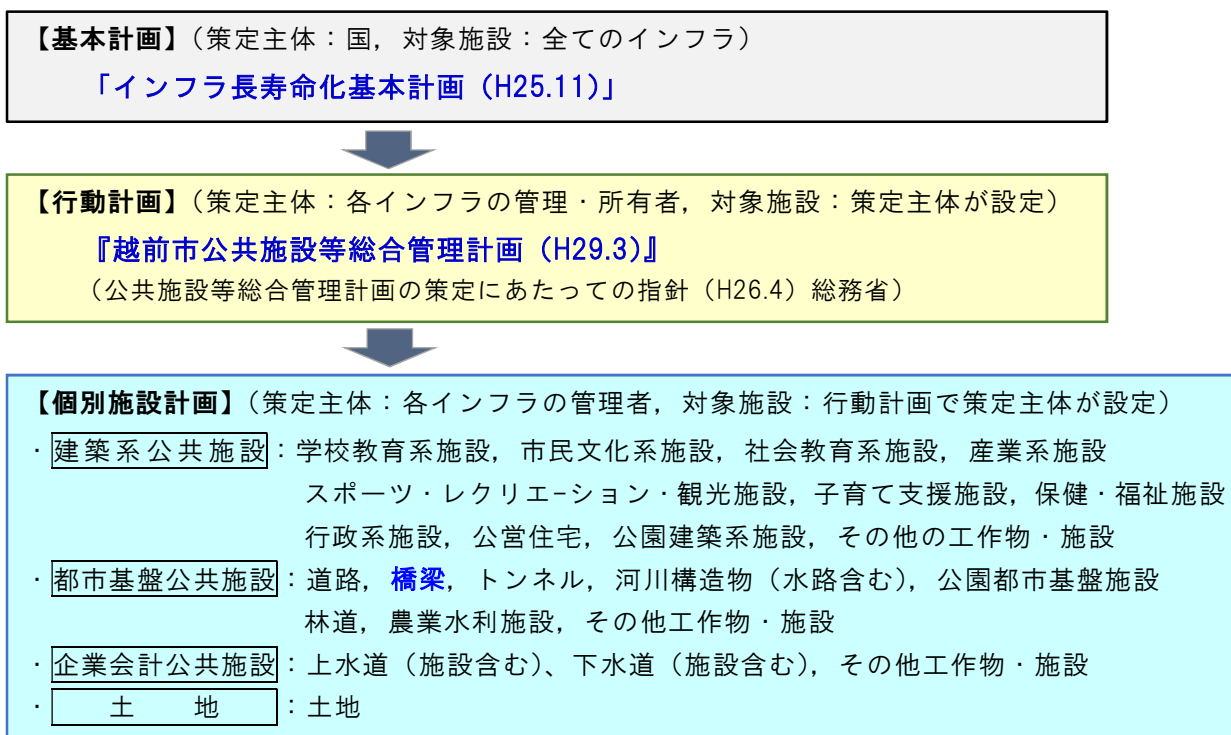 【基本計画】（策定主体：国，対象施設：全てのインフラ）
「インフラ長寿命化基本計画（H25.11）」
【行動計画】（策定主体：各インフラの管理・所有者，対象施設：策定主体が設定）
『越前市公共施設等総合管理計画（H29.3）』
（公共施設等総合管理計画の策定にあたっての指針（H26.4）総務省）
【個別施設計画】（策定主体：各インフラの管理者，対象施設：行動計画で策定主体が設定）
・建築系公共施設：学校教育系施設，市民文化系施設，社会教育系施設，産業系施設
スポーツ・レクリエ-ション・観光施設，子育て支援施設，保健・福祉施設
行政系施設，公営住宅，公園建築系施設，その他の工作物・施設
・都市基盤公共施設：道路，橋梁，トンネル，河川構造物（水路含む），公園都市基盤施設
林道，農業水利施設，その他工作物・施設
・企業会計公共施設：上水道（施設含む）、下水道（施設含む），その他工作物・施設
・土　地：土地